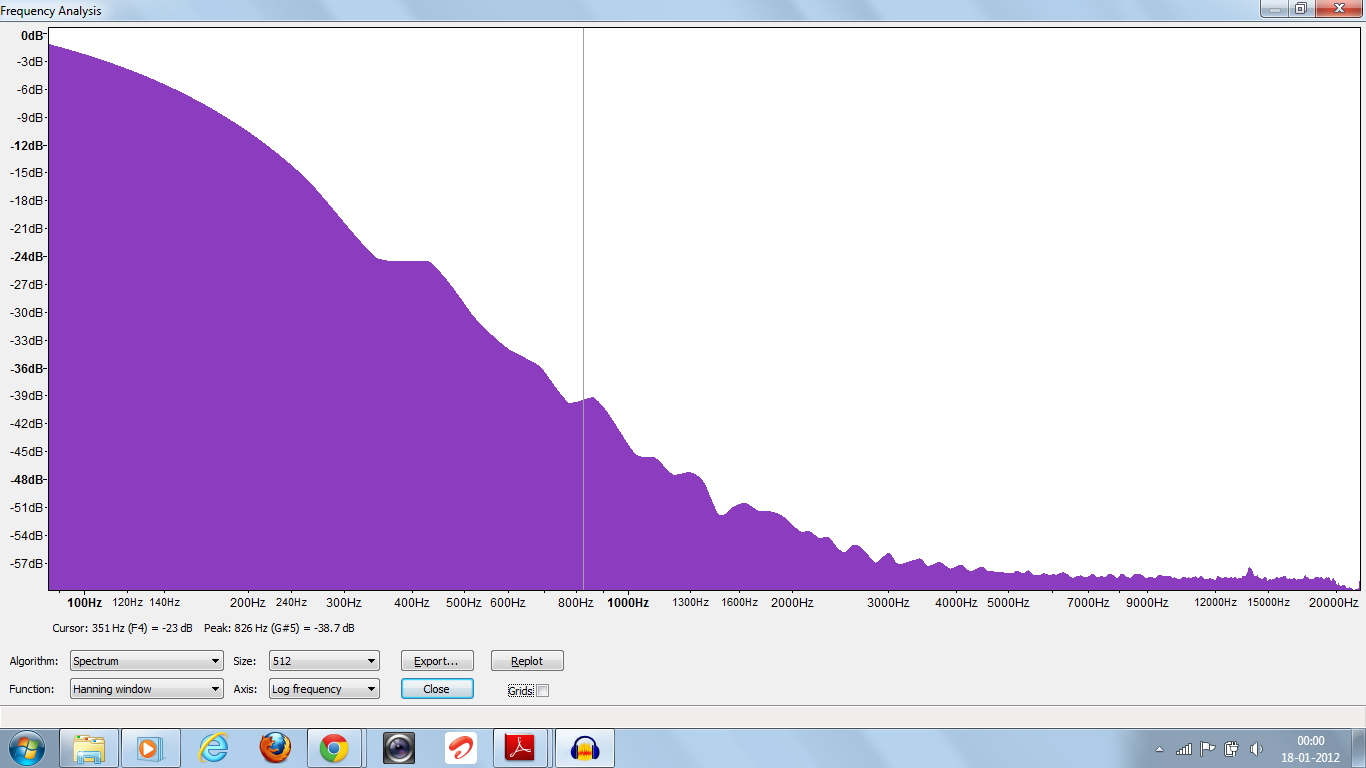 Frequency Analysis
0dB
-3dB
-6dB
-9dB
-12dB
-15dB
-18dB
-21dB
-24dB
-27dB
-30dB
-33dB
-36dB
-39dB
-42dB
-45dB
-48dB
-51dB
-54dB
-57dB
100Hz 120Hz 140Hz 200Hz 240Hz 300Hz 400Hz 500Hz 600Hz 800Hz 1000Hz 1300Hz 1600Hz 2000Hz 3000Hz 4000Hz 5000Hz 7000Hz 9000Hz 12000Hz 15000Hz 20000Hz
Cursor: 351 Hz (F4) = -23 dB Peak: 826 Hz (G#5) = -38.7 dB
Algorithm: Spectrum Size: 512 Export... Replot
Function: Hanning window Axis: Log frequency Close Grids
00:00
18-01-2012